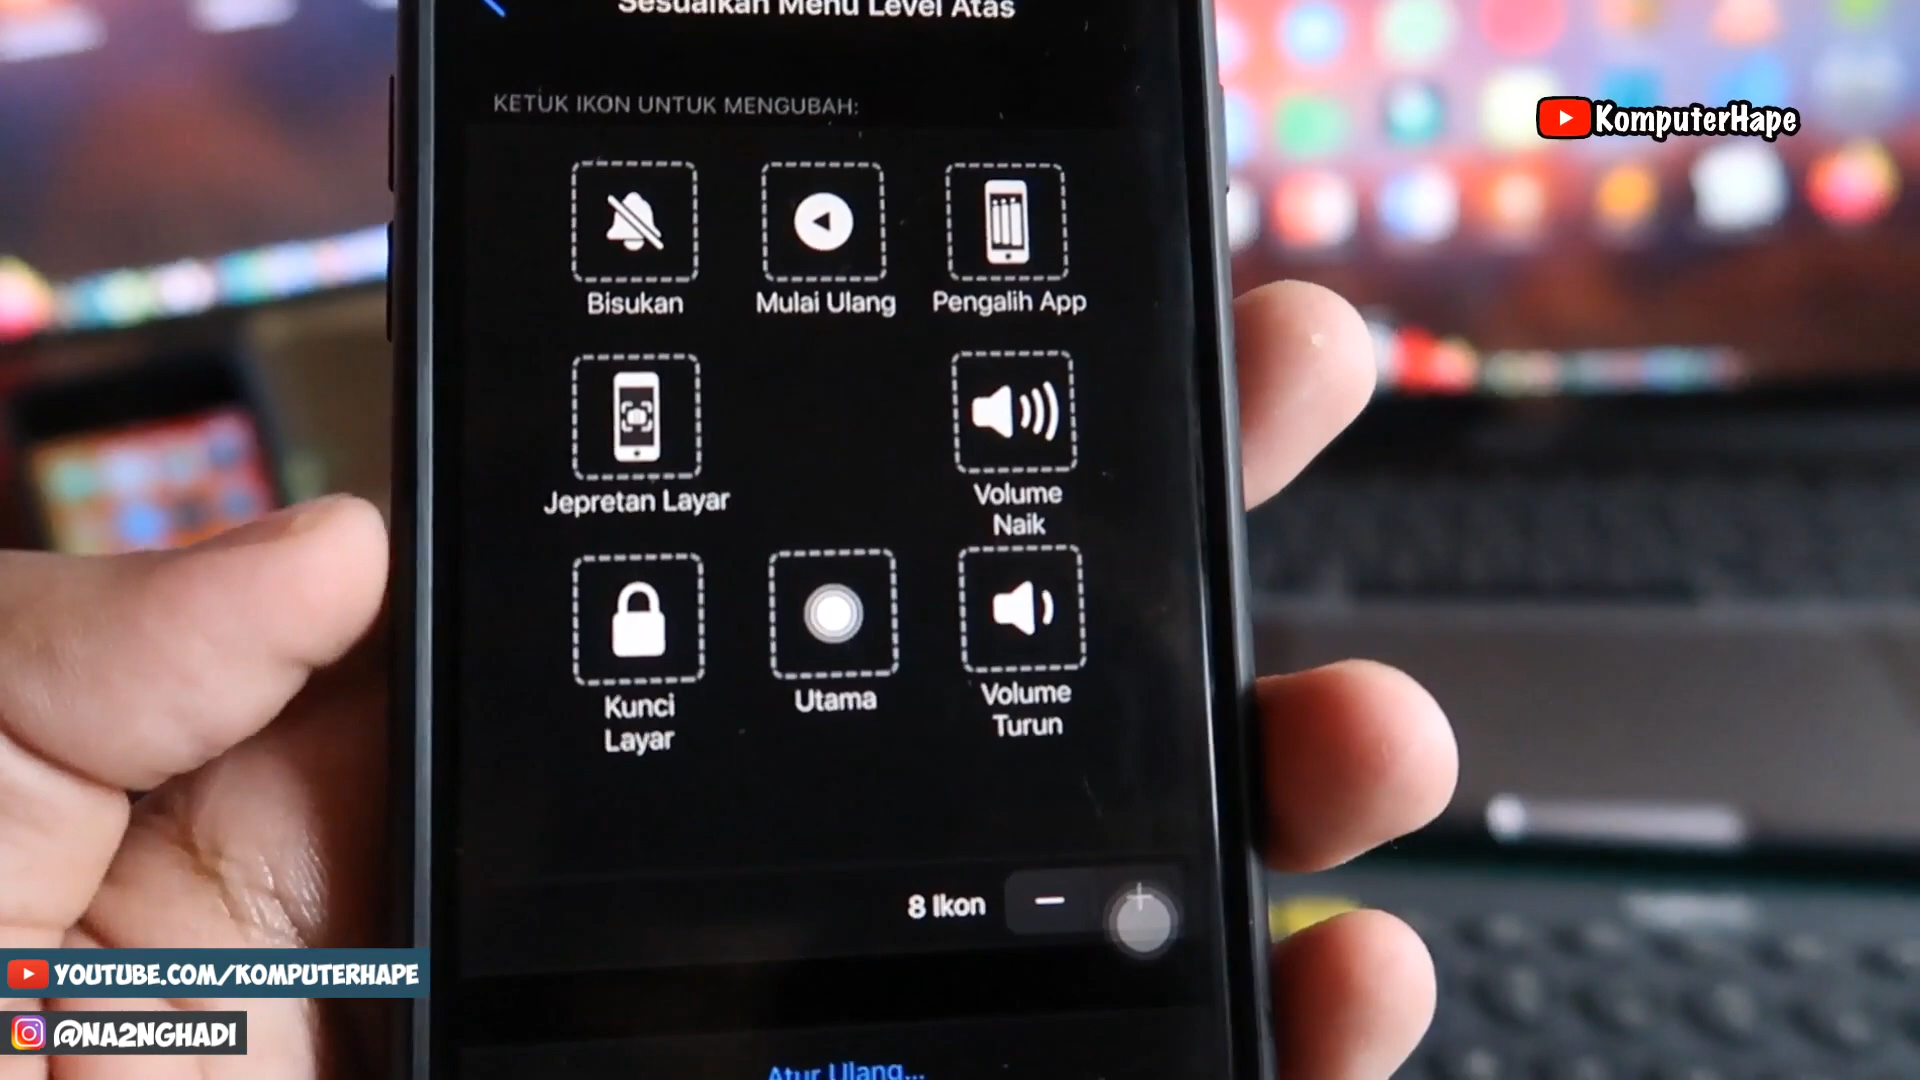 Sesuaikan Menu Level Atas
KETUK IKON UNTUK MENGUBAH:
KomputerHape
Bisukan
Mulai Ulang
Pengalih App
Jepretan Layar
Volume
Naik
Kunci
Layar
Utama
Volume
Turun
8 Ikon
YOUTUBE.COM/KOMPUTERHAPE
@NA2NGHADI
Atur Ulang...